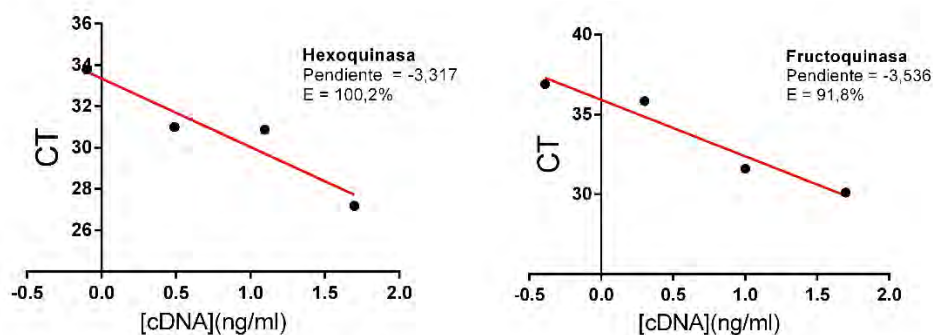 36
34
32
30
28
26
CT
-0.5
0.0
0.5
1.0
1.5
2.0
[cDNA](ng/ml)
Hexoquinasa
Pendiente = -3,317
E = 100,2%
40
35
30
CT
-0.5
0.0
0.5
1.0
1.5
2.0
[cDNA](ng/ml)
Fructoquinasa
Pendiente = -3,536
E = 91,8%